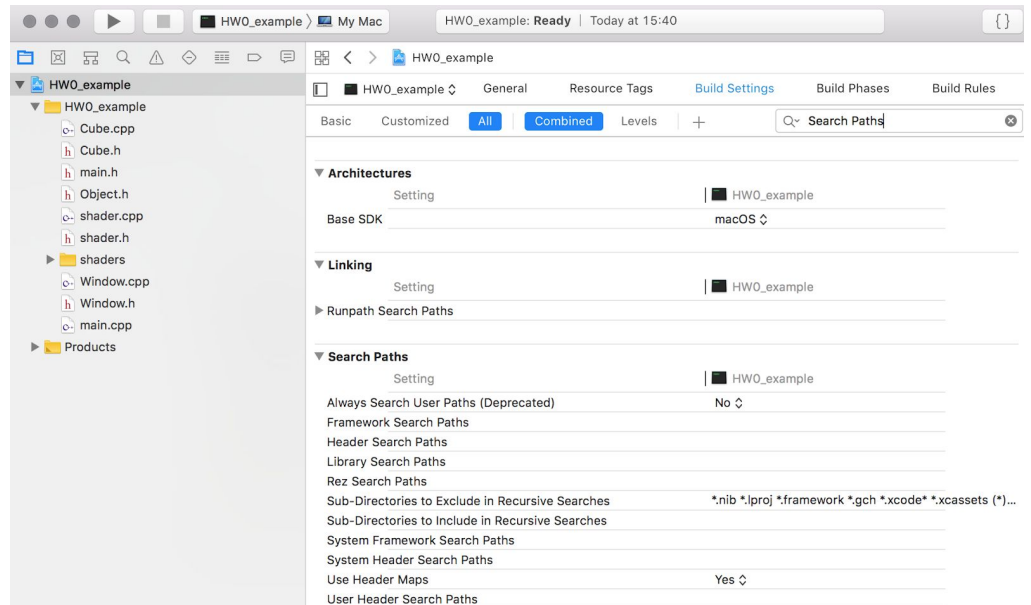 HW0_example My Mac HW0_example: Ready | Today at 15:40 { }
HW0_example
HW0_example
HW0_example General Resource Tags Build Settings Build Phases Build Rules
HW0_example
Basic Customized All Combined Levels + Search Paths
C++ Cube.cpp
h Cube.h
h main.h
h Object.h
C++ shader.cpp
h shader.h
shaders
C++ Window.cpp
h Window.h
C++ main.cpp
Products
Architectures
Setting HW0_example
Base SDK macOS
Linking
Setting HW0_example
Runpath Search Paths
Search Paths
Setting HW0_example
Always Search User Paths (Deprecated) No
Framework Search Paths
Header Search Paths
Library Search Paths
Rez Search Paths
Sub-Directories to Exclude in Recursive Searches *.nib *.lproj *.framework *.gch *.xcode* *.xcassets (*)...
Sub-Directories to Include in Recursive Searches
System Framework Search Paths
System Header Search Paths
Use Header Maps Yes
User Header Search Paths